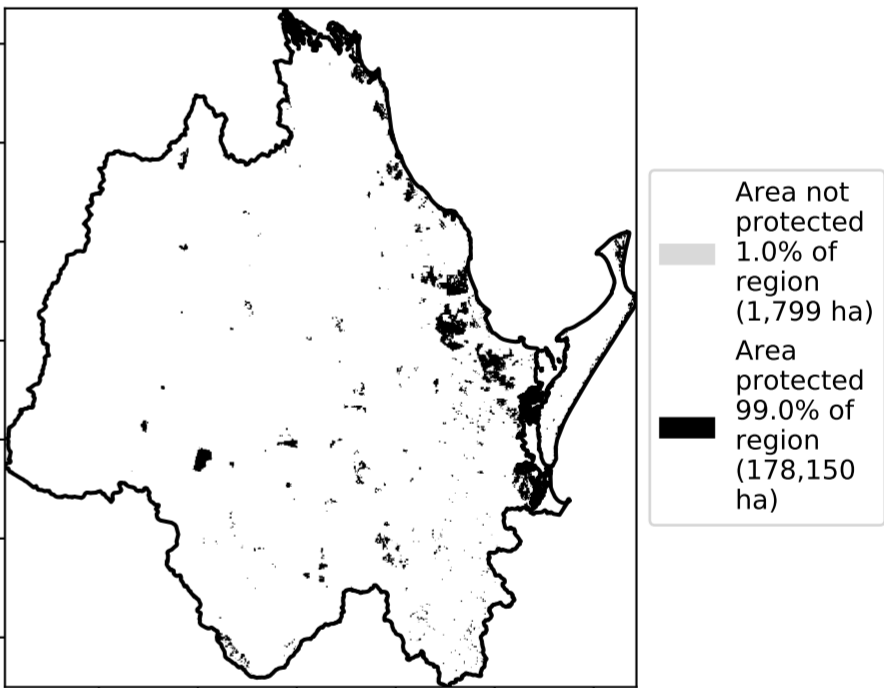 Area not
protected
1.0% of
region
(1,799 ha)
Area
protected
99.0% of
region
(178,150
ha)